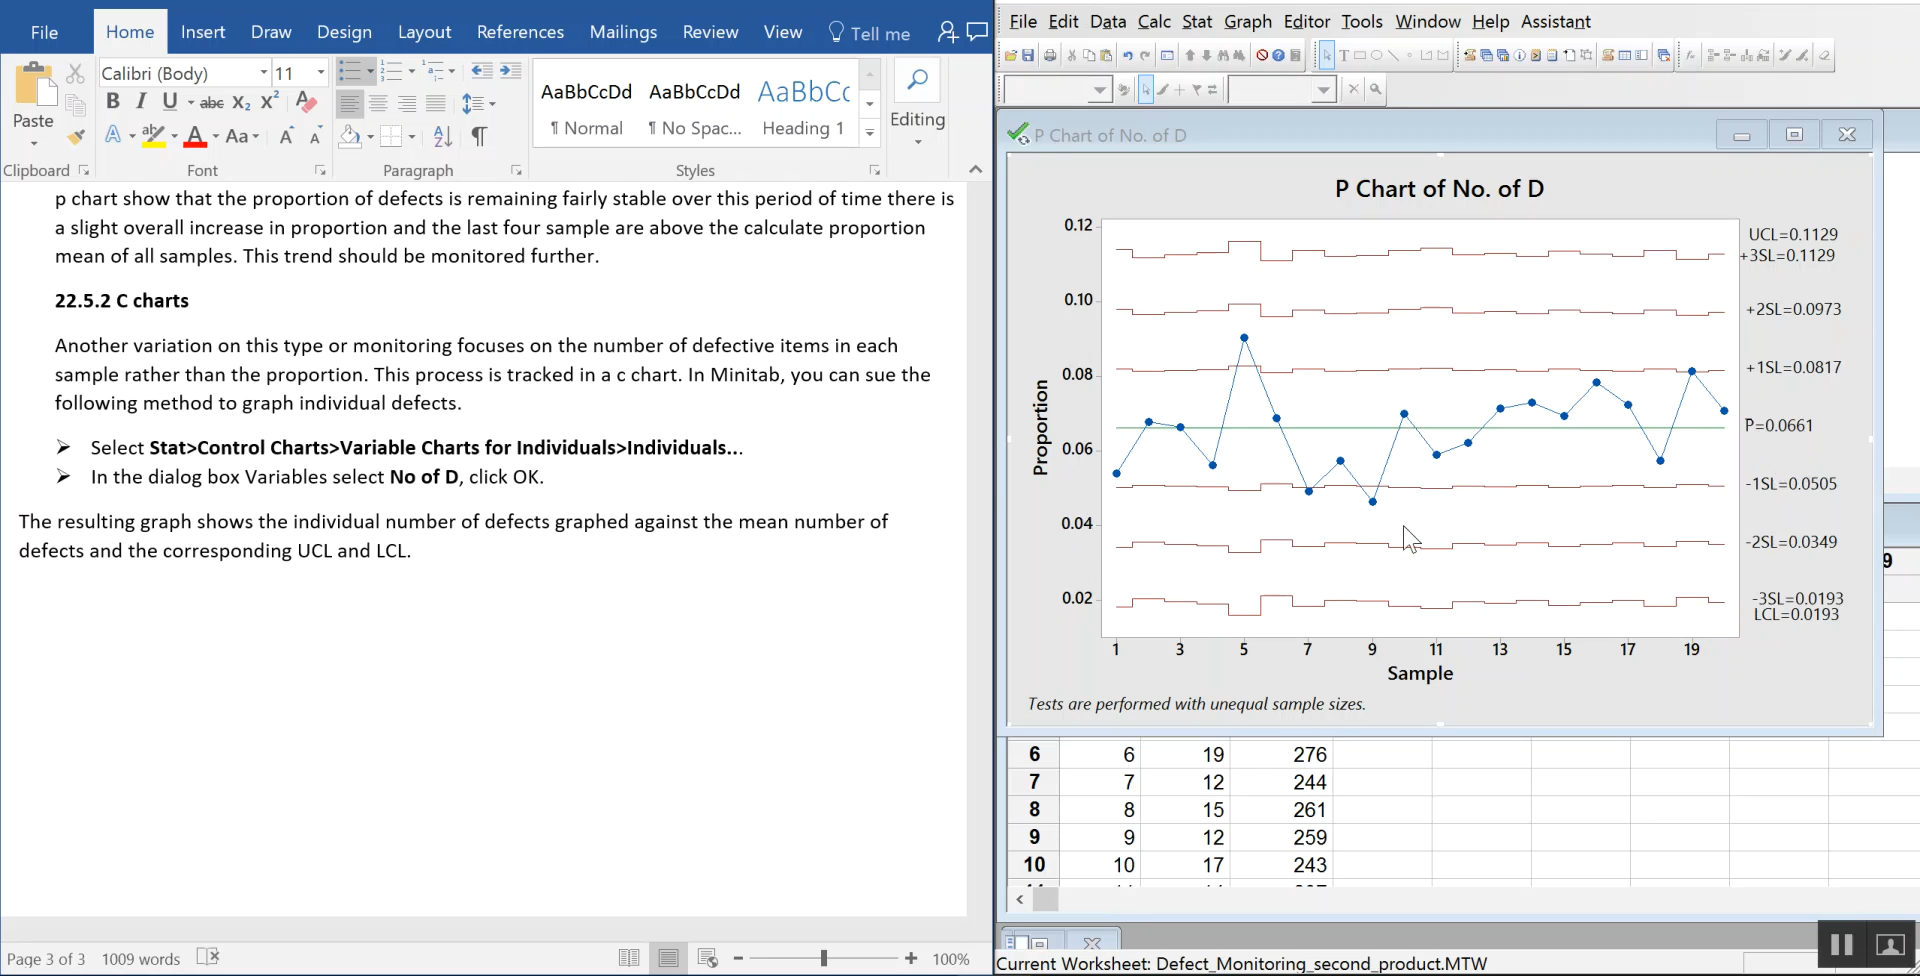 File Home Insert Draw Design Layout References Mailings Review View Tell me
Calibri (Body) 11
Paste
B I U abc X2 X2
A A Aa A A
AaBbCcDd AaBbCcDd AaBbCc
¶ Normal ¶ No Spac... Heading 1
Editing
Clipboard Font Paragraph Styles
p chart show that the proportion of defects is remaining fairly stable over this period of time there is
a slight overall increase in proportion and the last four sample are above the calculate proportion
mean of all samples. This trend should be monitored further.
22.5.2 C charts
Another variation on this type or monitoring focuses on the number of defective items in each
sample rather than the proportion. This process is tracked in a c chart. In Minitab, you can sue the
following method to graph individual defects.
➢ Select Stat>Control Charts>Variable Charts for Individuals>Individuals...
➢ In the dialog box Variables select No of D, click OK.
The resulting graph shows the individual number of defects graphed against the mean number of
defects and the corresponding UCL and LCL.
Page 3 of 3 1009 words
100%
File Edit Data Calc Stat Graph Editor Tools Window Help Assistant
P Chart of No. of D
P Chart of No. of D
0.12
0.10
0.08
0.06
0.04
0.02
Proportion
UCL=0.1129
+3SL=0.1129
+2SL=0.0973
+1SL=0.0817
P=0.0661
-1SL=0.0505
-2SL=0.0349
-3SL=0.0193
LCL=0.0193
1 3 5 7 9 11 13 15 17 19
Sample
Tests are performed with unequal sample sizes.
9
6 6 19 276
7 7 12 244
8 8 15 261
9 9 12 259
10 10 17 243
Current Worksheet: Defect_Monitoring_second_product.MTW